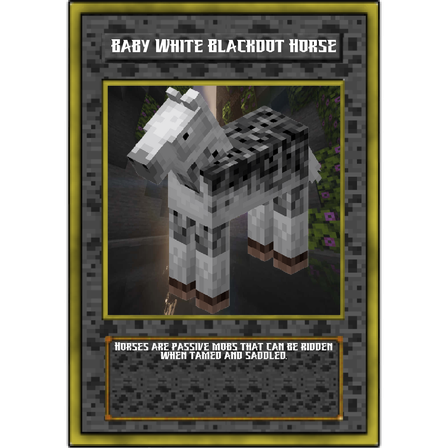 Baby White Blackdot Horse
Horses are passive mobs that can be ridden
when tamed and saddled.